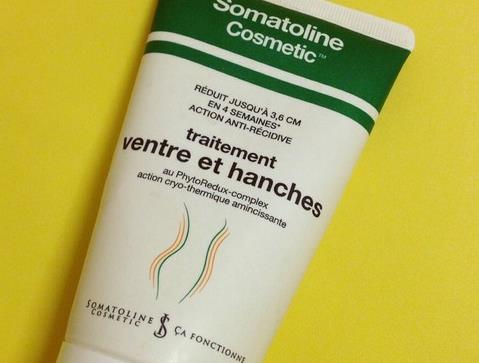 Somatoline
Cosmetic™
RÉDUIT JUSQU'À 3,6 CM
EN 4 SEMAINES*
ACTION ANTI-RÉCIDIVE
traitement
ventre et hanches
au PhytoRedux-complex
action cryo-thermique amincissante
SOMATOLINE
COSMETIC
ÇA FONCTIONNE